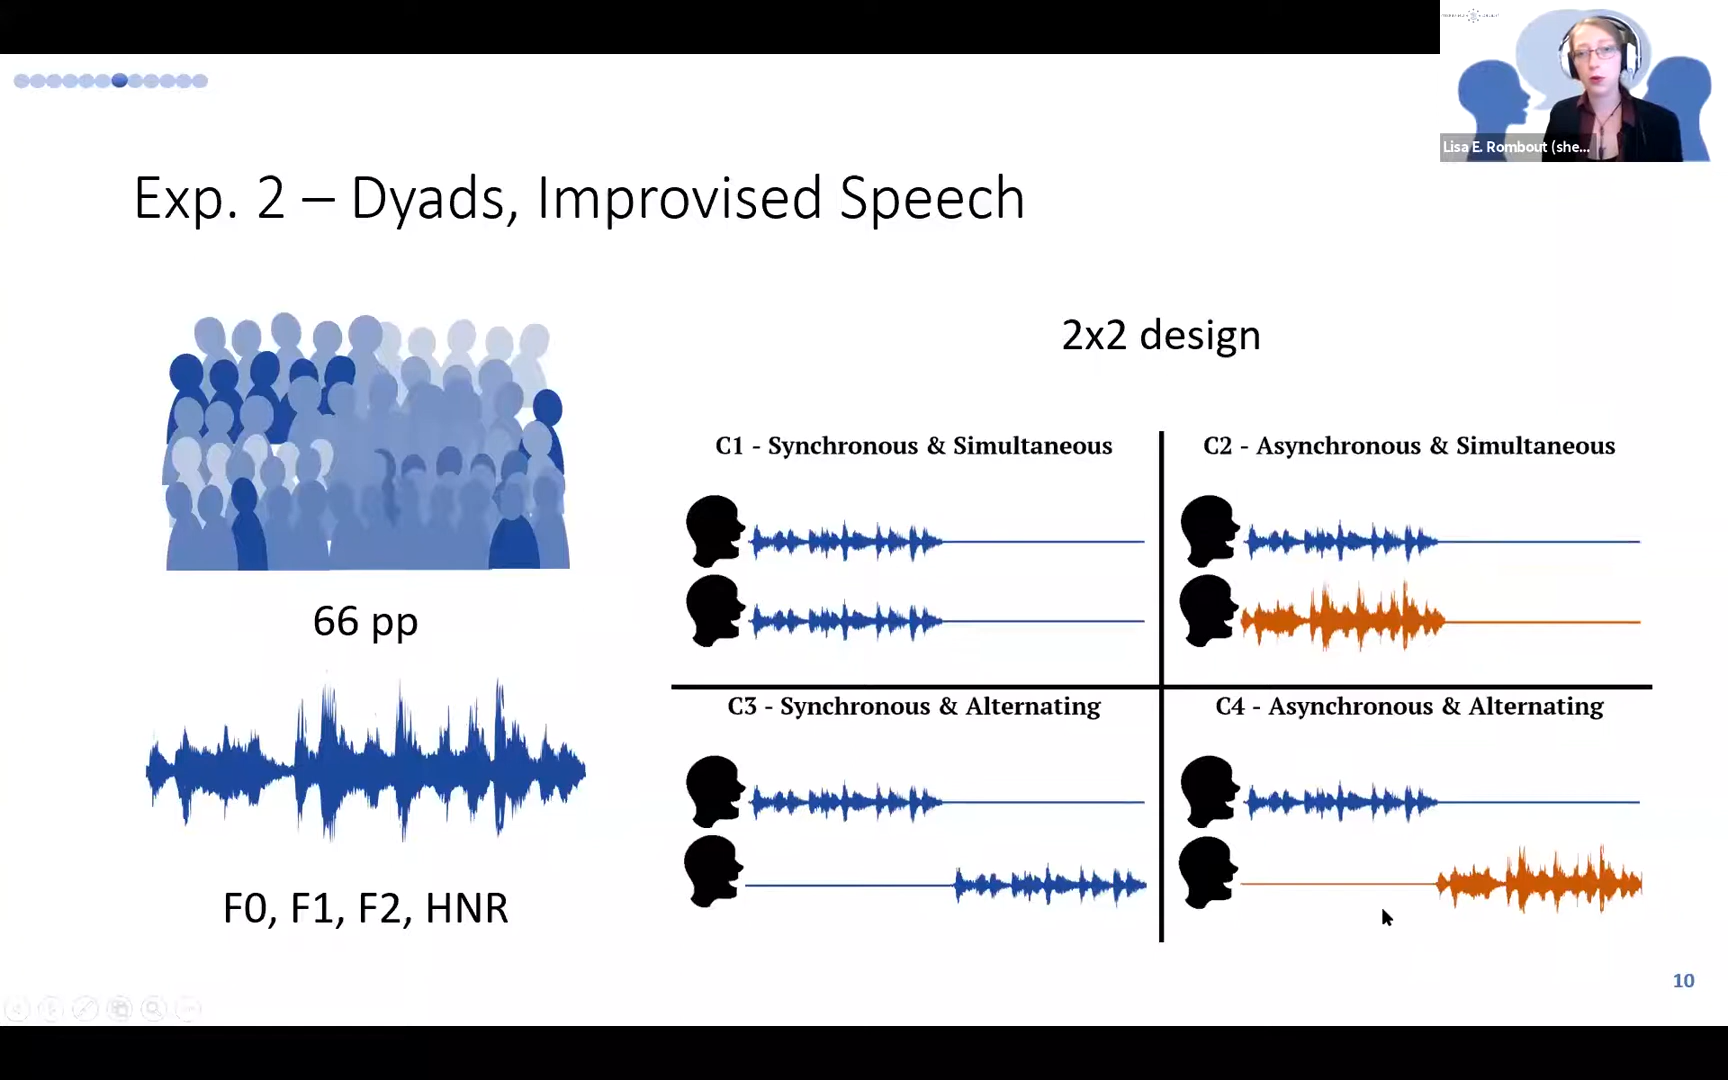 Lisa E. Rombout (she...
Exp. 2 – Dyads, Improvised Speech
66 pp
F0, F1, F2, HNR
2x2 design
C1 - Synchronous & Simultaneous
C2 - Asynchronous & Simultaneous
C3 - Synchronous & Alternating
C4 - Asynchronous & Alternating
10